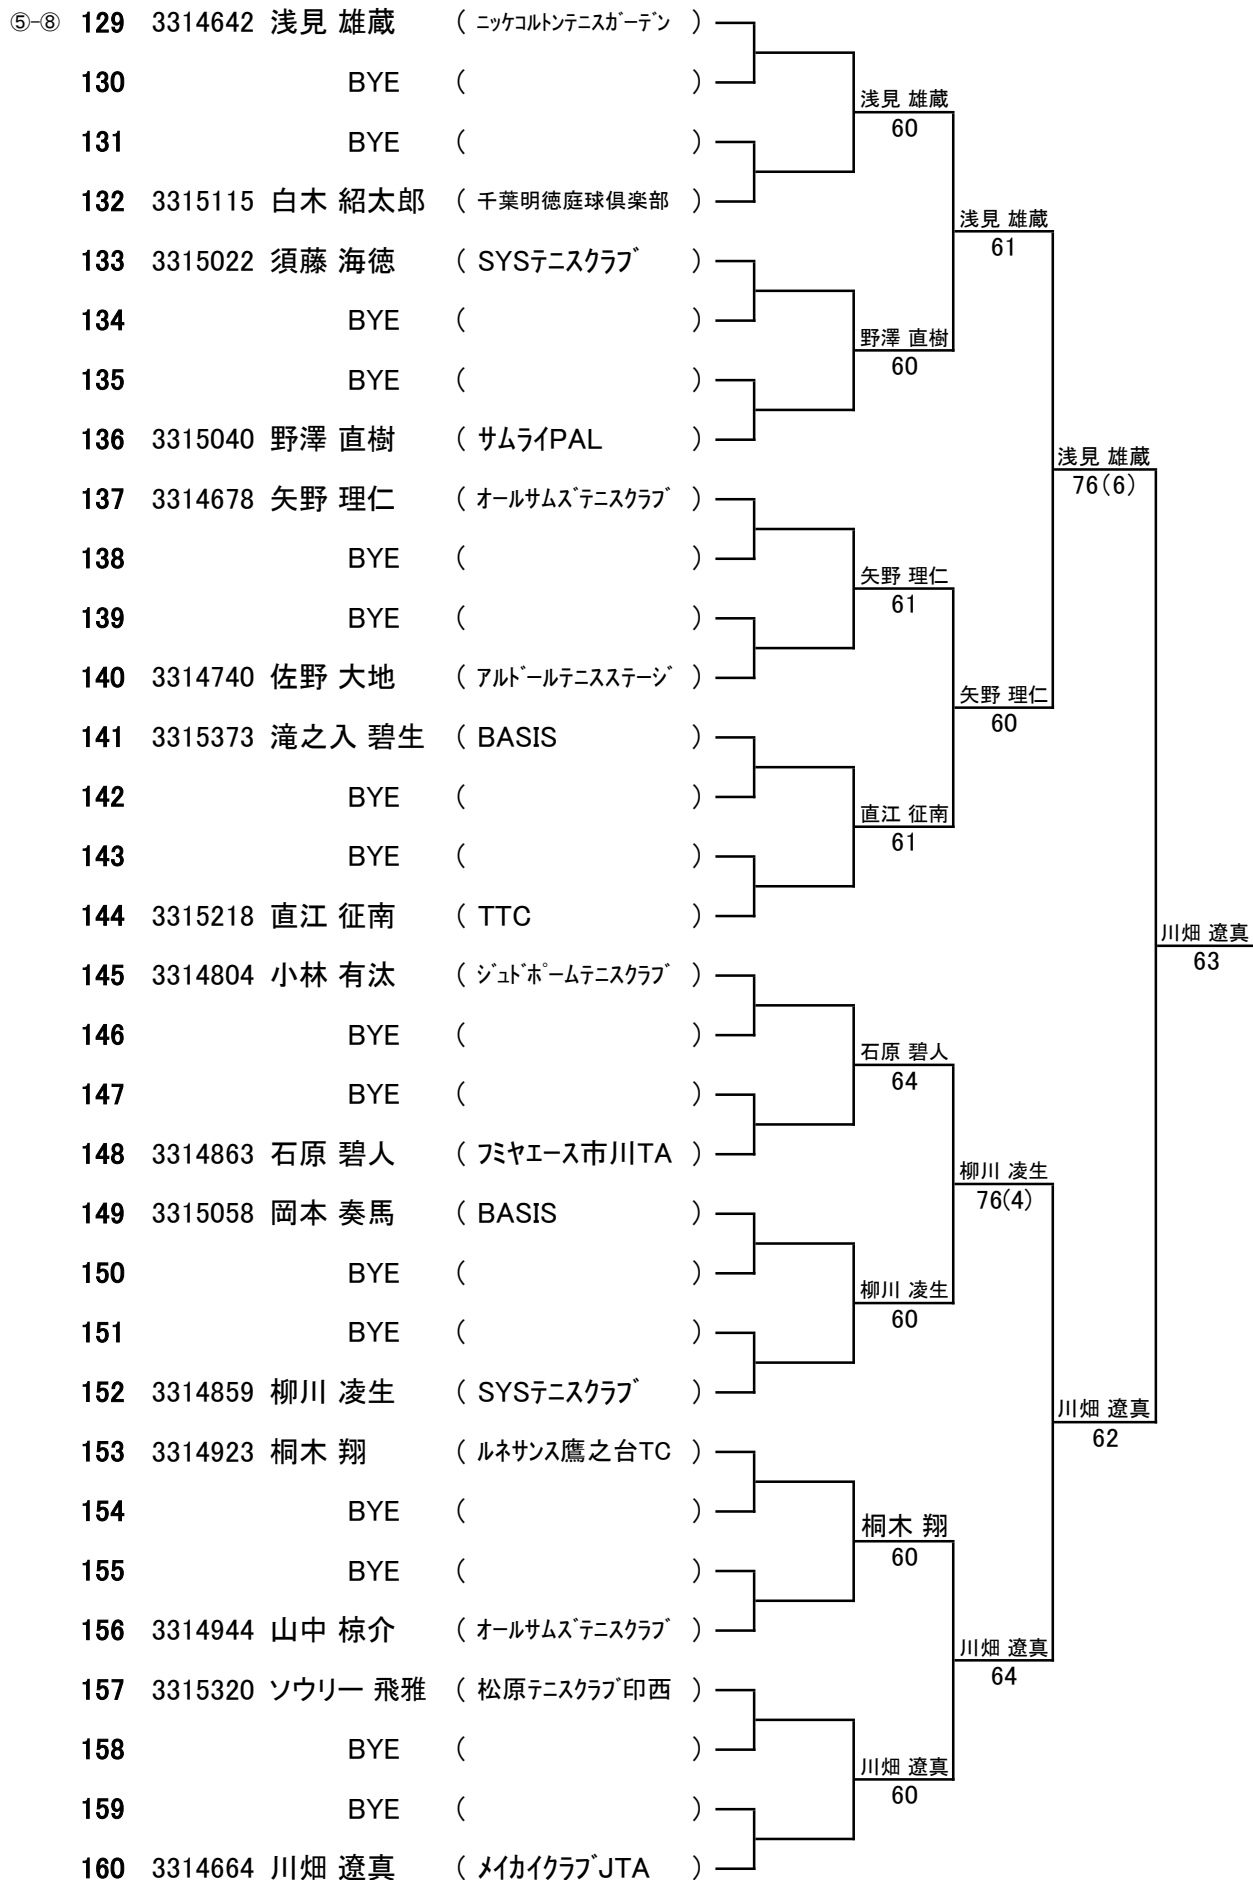 ⑤-⑧ 129 3314642 浅見 雄蔵 ( ニッケコルトンテニスガーデン )
130 BYE ( )
浅見 雄蔵
60
131 BYE ( )
132 3315115 白木 紹太郎 ( 千葉明徳庭球倶楽部 )
浅見 雄蔵
61
133 3315022 須藤 海徳 ( SYSテニスクラブ )
134 BYE ( )
野澤 直樹
60
135 BYE ( )
136 3315040 野澤 直樹 ( サムライPAL )
浅見 雄蔵
76(6)
137 3314678 矢野 理仁 ( オールサムズテニスクラブ )
138 BYE ( )
矢野 理仁
61
139 BYE ( )
140 3314740 佐野 大地 ( アルドールテニスステージ )
矢野 理仁
60
141 3315373 滝之入 碧生 ( BASIS )
142 BYE ( )
直江 征南
61
143 BYE ( )
144 3315218 直江 征南 ( TTC )
川畑 遼真
63
145 3314804 小林 有汰 ( ジュドポームテニスクラブ )
146 BYE ( )
石原 碧人
64
147 BYE ( )
148 3314863 石原 碧人 ( フミヤエース市川TA )
柳川 凌生
76(4)
149 3315058 岡本 奏馬 ( BASIS )
150 BYE ( )
柳川 凌生
60
151 BYE ( )
152 3314859 柳川 凌生 ( SYSテニスクラブ )
川畑 遼真
62
153 3314923 桐木 翔 ( ルネサンス鷹之台TC )
154 BYE ( )
桐木 翔
60
155 BYE ( )
156 3314944 山中 椋介 ( オールサムズテニスクラブ )
川畑 遼真
64
157 3315320 ソウリー 飛雅 ( 松原テニスクラブ印西 )
158 BYE ( )
川畑 遼真
60
159 BYE ( )
160 3314664 川畑 遼真 ( メイカイクラブJTA )